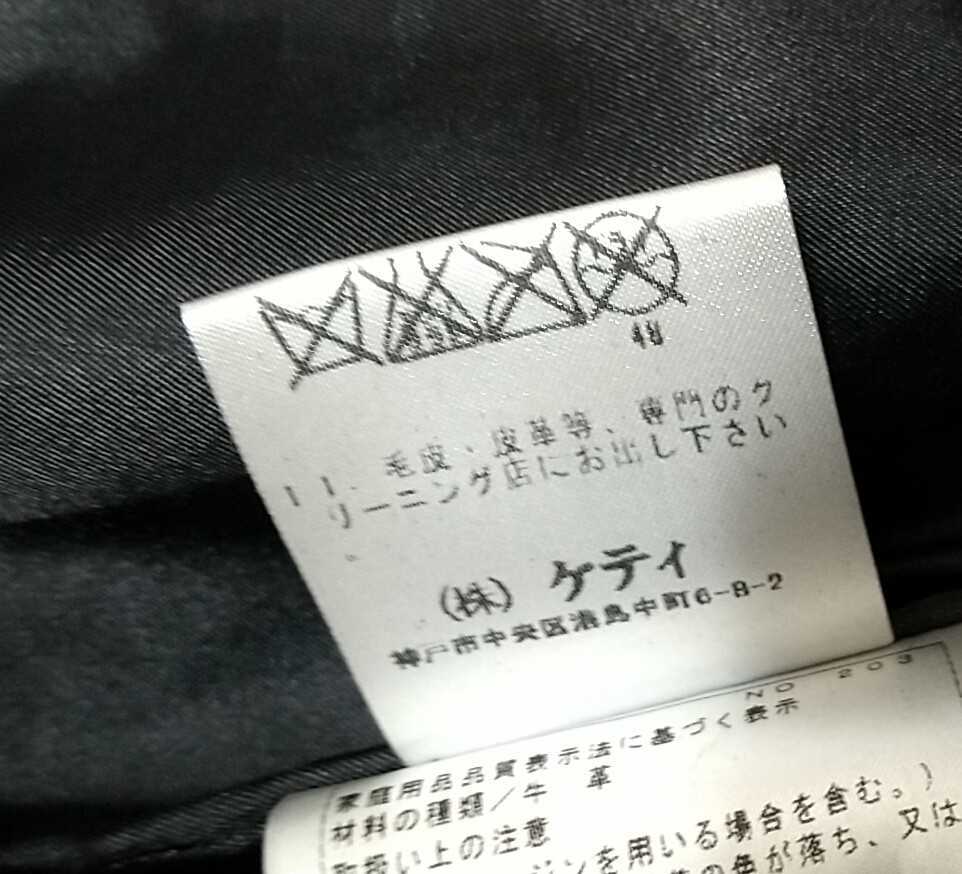 11. 毛皮、皮革等、専門のク
リーニング店にお出し下さい
。
(株) ケティ
神戸市中央区港島中町6-8-2
NO 203
家庭用品品質表示法に基づく表示
材料の種類/牛 革
取扱い上の注意
ジンを用いる場合を含む。)
の色が落ち、又は